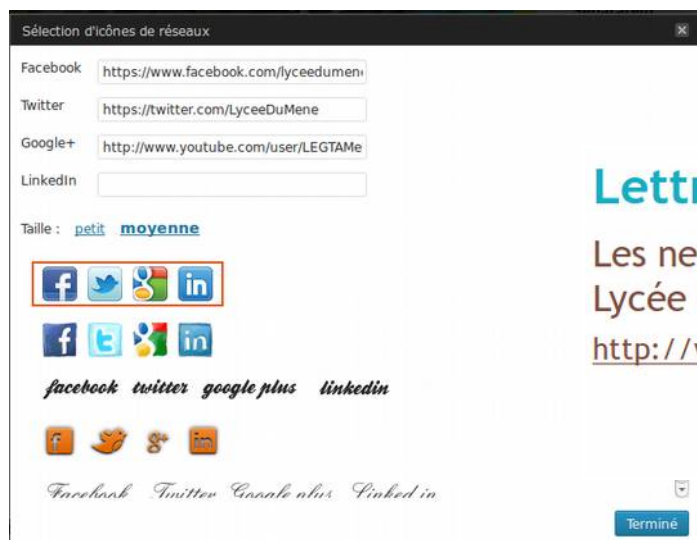 Sélection d'icônes de réseaux
Facebook https://www.facebook.com/lyceedumen
Twitter https://twitter.com/LyceeDuMene
Google+ http://www.youtube.com/user/LEGTAMe
LinkedIn
Taille : petit moyenne
facebook twitter google plus linkedin
Facebook Twitter Google plus Linked in
Lettr
Les ne
Lycée
http://
Terminé